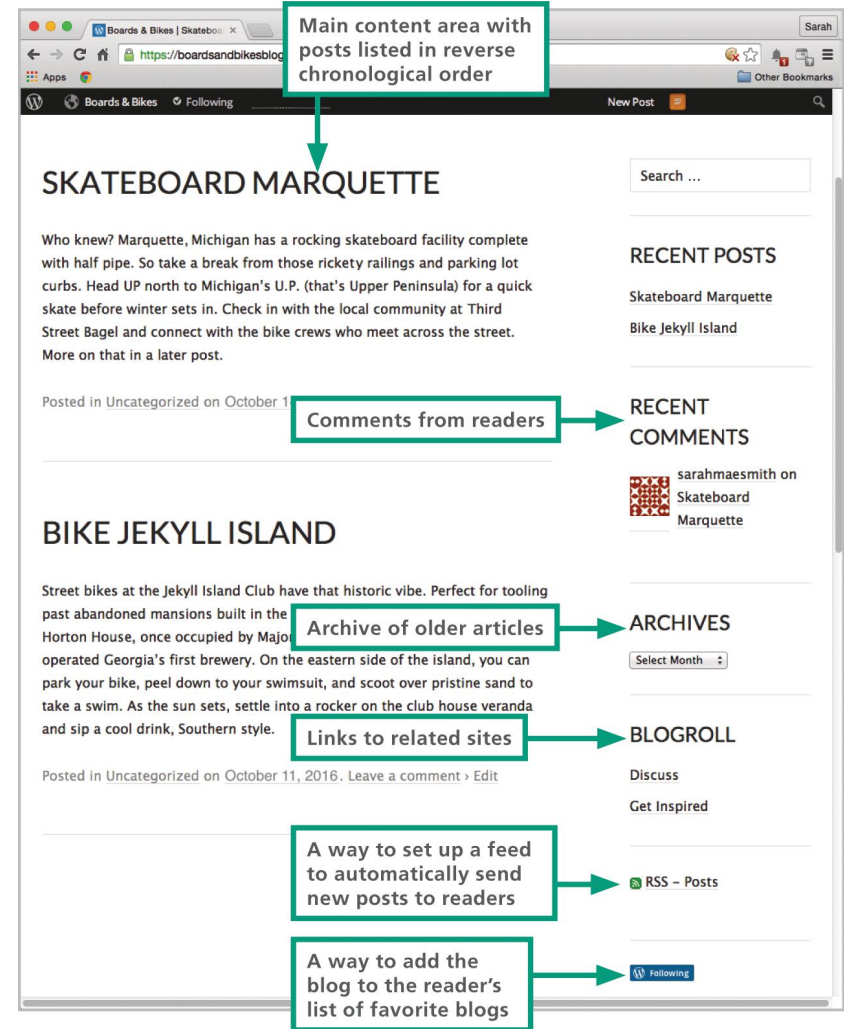 Boards & Bikes | Skateboa
Sarah
https://boardsandbikesblog
Apps
Other Bookmarks
Main content area with
posts listed in reverse
chronological order
Boards & Bikes
Following
New Post
SKATEBOARD MARQUETTE
Who knew? Marquette, Michigan has a rocking skateboard facility complete
with half pipe. So take a break from those rickety railings and parking lot
curbs. Head UP north to Michigan's U.P. (that's Upper Peninsula) for a quick
skate before winter sets in. Check in with the local community at Third
Street Bagel and connect with the bike crews who meet across the street.
More on that in a later post.
Posted in Uncategorized on October 1
Comments from readers
BIKE JEKYLL ISLAND
Street bikes at the Jekyll Island Club have that historic vibe. Perfect for tooling
past abandoned mansions built in the
Horton House, once occupied by Major
operated Georgia's first brewery. On the eastern side of the island, you can
park your bike, peel down to your swimsuit, and scoot over pristine sand to
take a swim. As the sun sets, settle into a rocker on the club house veranda
and sip a cool drink, Southern style.
Archive of older articles
Links to related sites
Posted in Uncategorized on October 11, 2016. Leave a comment › Edit
A way to set up a feed
to automatically send
new posts to readers
A way to add the
blog to the reader's
list of favorite blogs
Search ...
RECENT POSTS
Skateboard Marquette
Bike Jekyll Island
RECENT
COMMENTS
sarahmaesmith on
Skateboard
Marquette
ARCHIVES
Select Month
BLOGROLL
Discuss
Get Inspired
RSS – Posts
Following